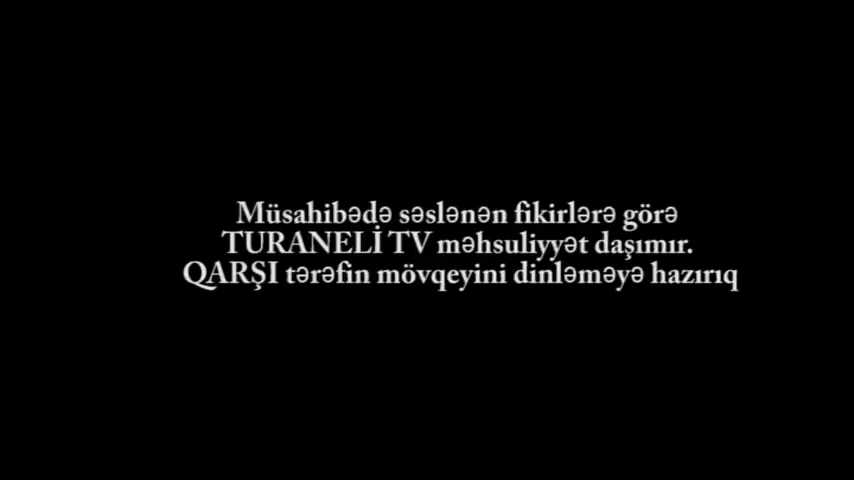 Müsahibədə səslənən fikirlərə görə
TURANELİ TV məhsuliyyət daşımır.
QARŞI tərəfin mövqeyini dinləməyə hazırıq